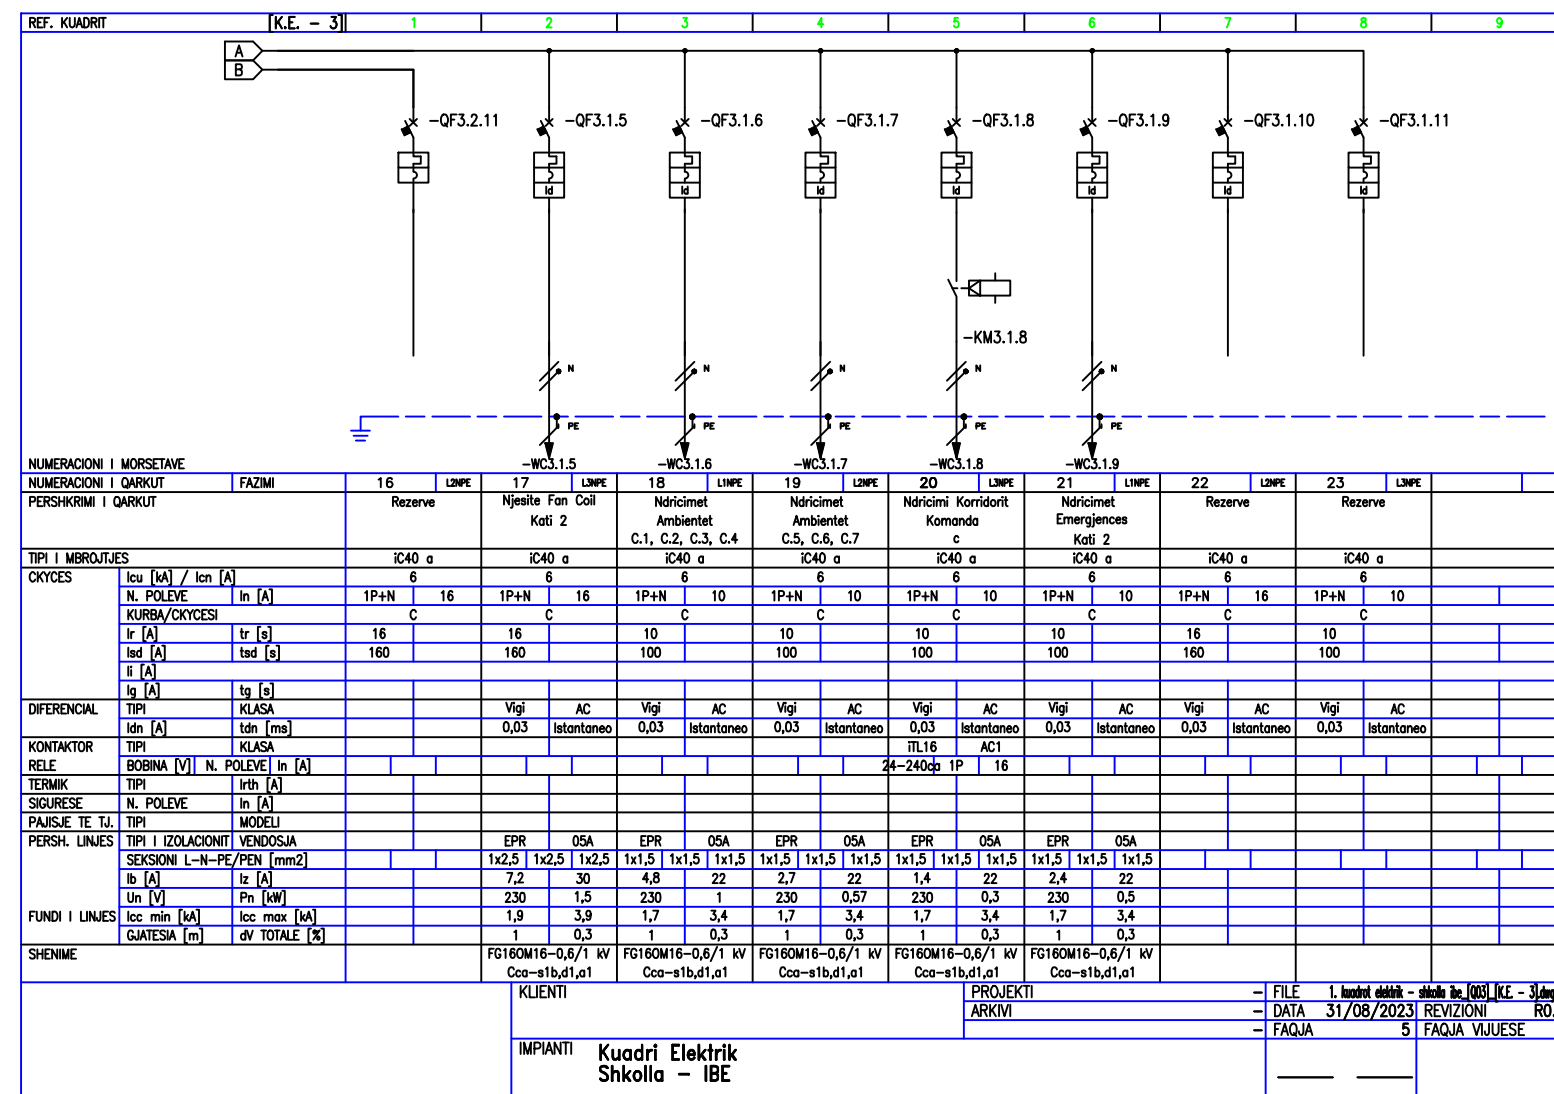 REF. KUADRIT [K.E. - 3] 1 2 3 4 5 6 7 8 9
A
B
-QF3.2.11 -QF3.1.5 -QF3.1.6 -QF3.1.7 -QF3.1.8 -QF3.1.9 -QF3.1.10 -QF3.1.11
Id Id Id Id Id Id Id
-KM3.1.8
N N N N N
PE PE PE PE PE
NUMERACIONI I MORSETAVE -WC3.1.5 -WC3.1.6 -WC3.1.7 -WC3.1.8 -WC3.1.9
NUMERACIONI I QARKUT FAZIMI 16 L2NPE 17 L3NPE 18 L1NPE 19 L2NPE 20 L3NPE 21 L1NPE 22 L2NPE 23 L3NPE
PERSHKRIMI I QARKUT Rezerve Njesite Fan Coil Ndricimet Ndricimet Ndricimi Korridorit Ndricimet Rezerve Rezerve
Kati 2 Ambientet Ambientet Komanda Emergjences
C.1, C.2, C.3, C.4 C.5, C.6, C.7 c Kati 2
TIPI I MBROJTJES iC40 a iC40 a iC40 a iC40 a iC40 a iC40 a iC40 a iC40 a
CKYCES Icu [kA] / Icn [A] 6 6 6 6 6 6 6 6
N. POLEVE In [A] 1P+N 16 1P+N 16 1P+N 10 1P+N 10 1P+N 10 1P+N 10 1P+N 16 1P+N 10
KURBA/CKYCESI C C C C C C C C
Ir [A] tr [s] 16 16 10 10 10 10 16 10
Isd [A] tsd [s] 160 160 100 100 100 100 160 100
Ii [A]
Ig [A] tg [s]
DIFERENCIAL TIPI KLASA Vigi AC Vigi AC Vigi AC Vigi AC Vigi AC Vigi AC Vigi AC
Idn [A] tdn [ms] 0,03 Istantaneo 0,03 Istantaneo 0,03 Istantaneo 0,03 Istantaneo 0,03 Istantaneo 0,03 Istantaneo 0,03 Istantaneo
KONTAKTOR TIPI KLASA iTL16 AC1
RELE BOBINA [V] N. POLEVE In [A] 24-240ca 1P 16
TERMIK TIPI Irth [A]
SIGURESE N. POLEVE In [A]
PAJISJE TE TJ. TIPI MODELI
PERSH. LINJES TIPI I IZOLACIONIT VENDOSJA EPR 05A EPR 05A EPR 05A EPR 05A EPR 05A
SEKSIONI L-N-PE/PEN [mm2] 1x2,5 1x2,5 1x2,5 1x1,5 1x1,5 1x1,5 1x1,5 1x1,5 1x1,5 1x1,5 1x1,5 1x1,5 1x1,5 1x1,5 1x1,5
Ib [A] Iz [A] 7,2 30 4,8 22 2,7 22 1,4 22 2,4 22
Un [V] Pn [kW] 230 1,5 230 1 230 0,57 230 0,3 230 0,5
FUNDI I LINJES Icc min [kA] Icc max [kA] 1,9 3,9 1,7 3,4 1,7 3,4 1,7 3,4 1,7 3,4
GJATESIA [m] dV TOTALE [%] 1 0,3 1 0,3 1 0,3 1 0,3 1 0,3
SHENIME FG16OM16-0,6/1 kV FG16OM16-0,6/1 kV FG16OM16-0,6/1 kV FG16OM16-0,6/1 kV FG16OM16-0,6/1 kV
Cca-s1b,d1,a1 Cca-s1b,d1,a1 Cca-s1b,d1,a1 Cca-s1b,d1,a1 Cca-s1b,d1,a1
KLIENTI PROJEKTI - FILE 1. kuadrot elektrik - shkolla ibe_[Q03]_[K.E. - 3].dwg
ARKIVI - DATA 31/08/2023 REVIZIONI R0.
- FAQJA 5 FAQJA VIJUESE
IMPIANTI Kuadri Elektrik
Shkolla - IBE